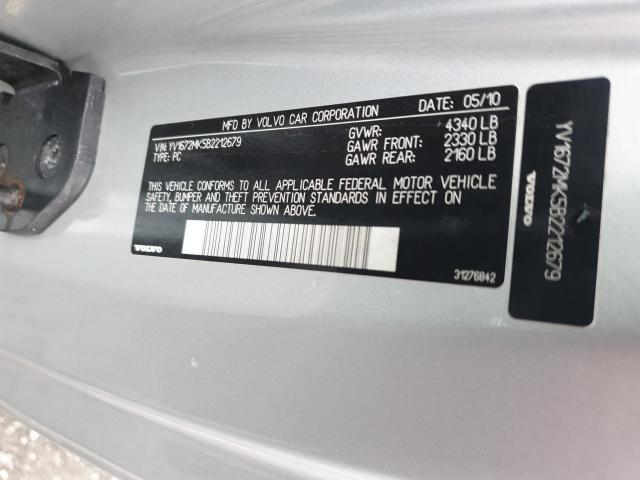 MFD BY VOLVO CAR CORPORATION DATE: 05/10
VIN: YV1672MK5B2212679
TYPE: PC
GVWR: 4340 LB
GAWR FRONT: 2330 LB
GAWR REAR: 2160 LB
THIS VEHICLE CONFORMS TO ALL APPLICABLE FEDERAL MOTOR VEHICLE
SAFETY, BUMPER AND THEFT PREVENTION STANDARDS IN EFFECT ON
THE DATE OF MANUFACTURE SHOWN ABOVE.
VOLVO
31276842
YV1672MK5B2212679
VOLVO